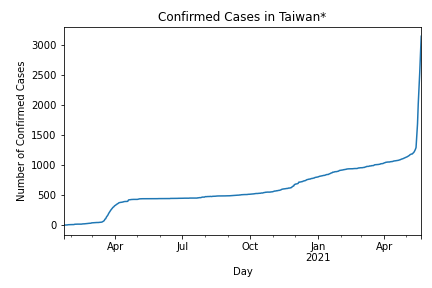 Confirmed Cases in Taiwan*
Number of Confirmed Cases
3000
2500
2000
1500
1000
500
0
Apr
Jul
Oct
Jan
2021
Apr
Day